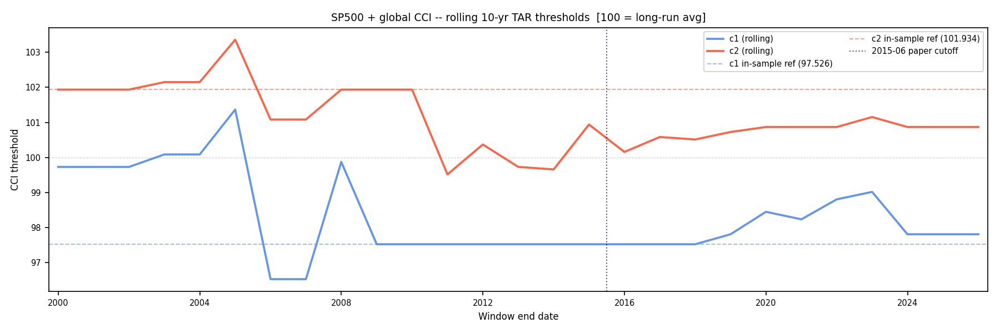 SP500 + global CCI -- rolling 10-yr TAR thresholds  [100 = long-run avg]
c1 (rolling)
c2 (rolling)
c1 in-sample ref (97.526)
c2 in-sample ref (101.934)
2015-06 paper cutoff
CCI threshold
103
102
101
100
99
98
97
2000
2004
2008
2012
2016
2020
2024
Window end date